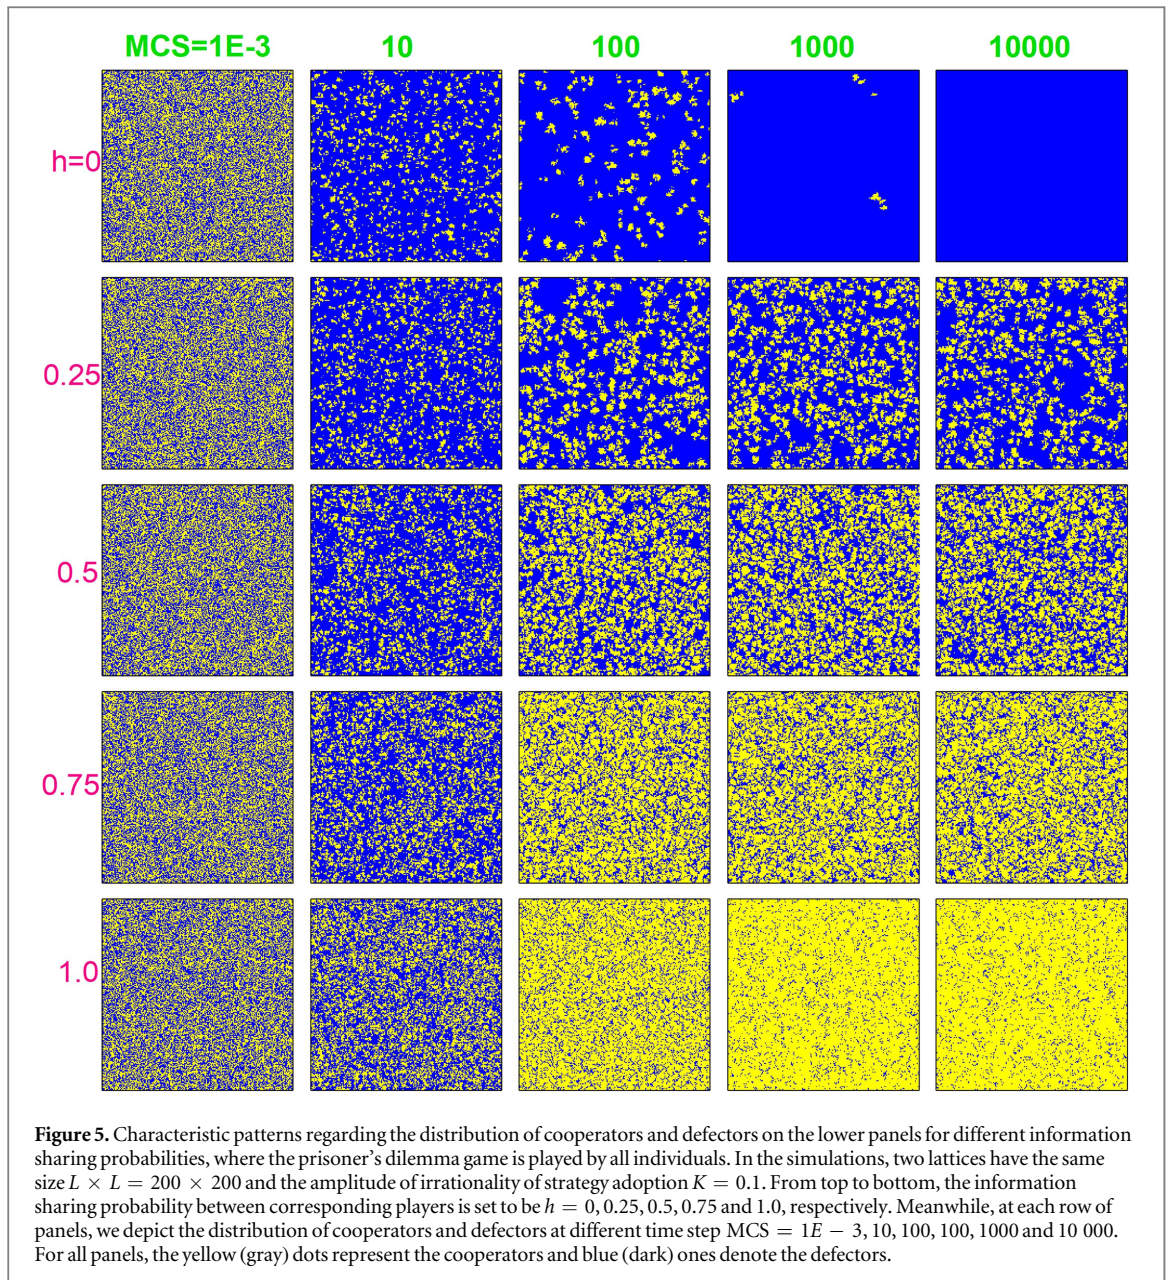 MCS=1E-3 10 100 1000 10000
h=0
0.25
0.5
0.75
1.0
Figure 5. Characteristic patterns regarding the distribution of cooperators and defectors on the lower panels for different information
sharing probabilities, where the prisoner's dilemma game is played by all individuals. In the simulations, two lattices have the same
size L × L = 200 × 200 and the amplitude of irrationality of strategy adoption K = 0.1. From top to bottom, the information
sharing probability between corresponding players is set to be h = 0, 0.25, 0.5, 0.75 and 1.0, respectively. Meanwhile, at each row of
panels, we depict the distribution of cooperators and defectors at different time step MCS = 1E − 3, 10, 100, 100, 1000 and 10 000.
For all panels, the yellow (gray) dots represent the cooperators and blue (dark) ones denote the defectors.